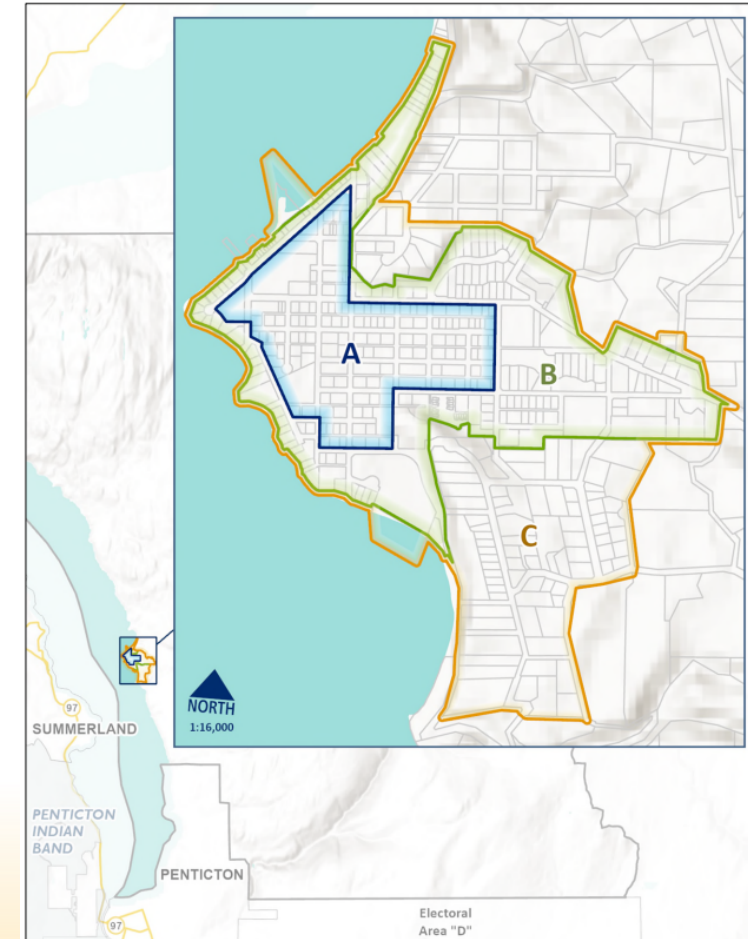 A
B
C
NORTH
1:16,000
97
SUMMERLAND
PENTICTON
INDIAN
BAND
PENTICTON
97
Electoral
Area "D"